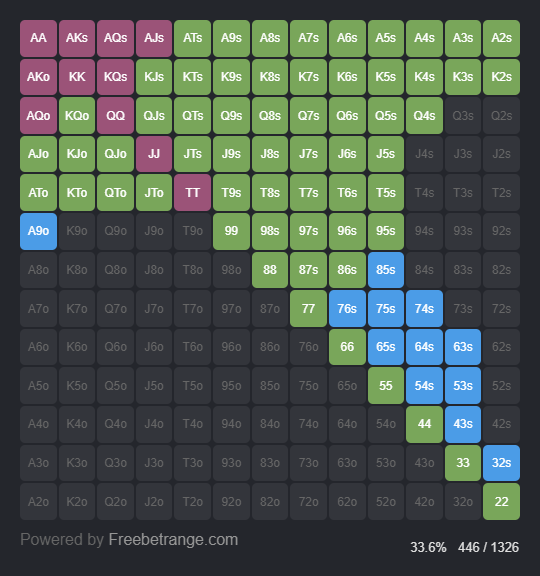 AA AKs AQs AJs ATs A9s A8s A7s A6s A5s A4s A3s A2s
AKo KK KQs KJs KTs K9s K8s K7s K6s K5s K4s K3s K2s
AQo KQo QQ QJs QTs Q9s Q8s Q7s Q6s Q5s Q4s Q3s Q2s
AJo KJo QJo JJ JTs J9s J8s J7s J6s J5s J4s J3s J2s
ATo KTo QTo JTo TT T9s T8s T7s T6s T5s T4s T3s T2s
A9o K9o Q9o J9o T9o 99 98s 97s 96s 95s 94s 93s 92s
A8o K8o Q8o J8o T8o 98o 88 87s 86s 85s 84s 83s 82s
A7o K7o Q7o J7o T7o 97o 87o 77 76s 75s 74s 73s 72s
A6o K6o Q6o J6o T6o 96o 86o 76o 66 65s 64s 63s 62s
A5o K5o Q5o J5o T5o 95o 85o 75o 65o 55 54s 53s 52s
A4o K4o Q4o J4o T4o 94o 84o 74o 64o 54o 44 43s 42s
A3o K3o Q3o J3o T3o 93o 83o 73o 63o 53o 43o 33 32s
A2o K2o Q2o J2o T2o 92o 82o 72o 62o 52o 42o 32o 22
Powered by Freebetrange.com
33.6% 446 / 1326